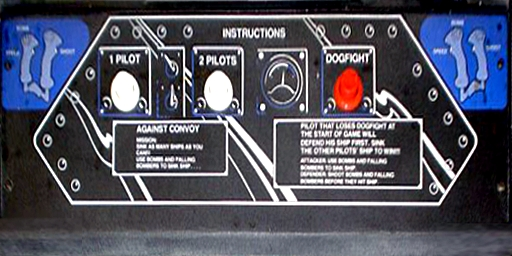 INSTRUCTIONS
BOMB
SHOOT
BOMB
SPEED
SHOOT
1 PILOT
2 PILOTS
DOGFIGHT
AGAINST CONVOY
MISSION:
SINK AS MANY SHIPS AS YOU
CAN!!!
USE BOMBS AND FALLING
BOMBERS TO SINK SHIP. . . .
PILOT THAT LOSES DOGFIGHT AT
THE START OF GAME WILL
DEFEND HIS SHIP FIRST. SINK
THE OTHER PILOTS' SHIP TO WIN!!!
ATTACKER: USE BOMBS AND FALLING
BOMBERS TO SINK SHIP.
DEFENDER: SHOOT BOMBS AND FALLING
BOMBERS BEFORE THEY HIT SHIP.